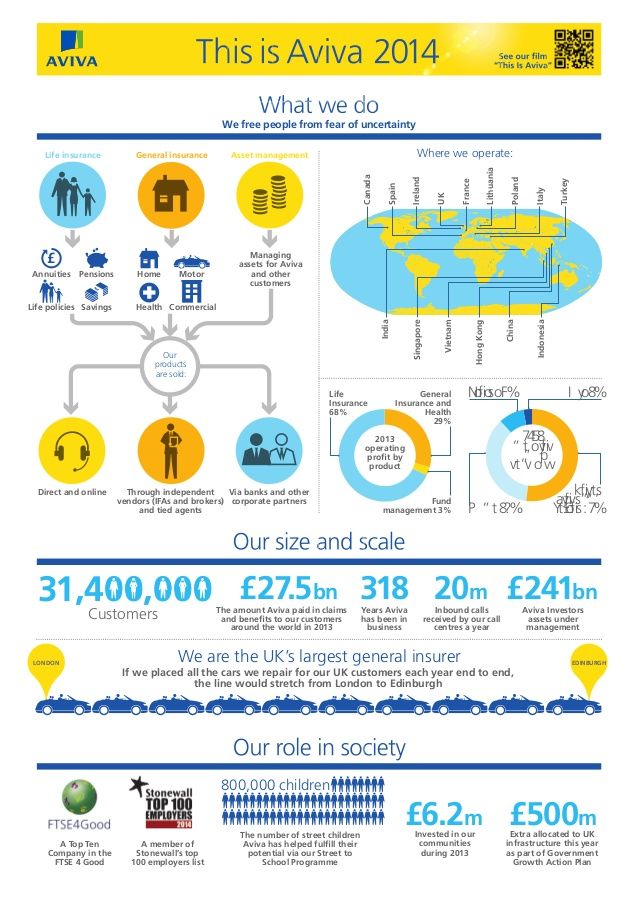 AVIVA
This is Aviva 2014
See our film
“This Is Aviva”
What we do
We free people from fear of uncertainty
Life insurance
General insurance
Asset management
Annuities
Pensions
Life policies
Savings
Home
Motor
Health
Commercial
Managing
assets for Aviva
and other
customers
Our
products
are sold:
Direct and online
Through independent
vendors (IFAs and brokers)
and tied agents
Via banks and other
corporate partners
Where we operate:
Canada
Spain
Ireland
UK
France
Lithuania
Poland
Italy
Turkey
India
Singapore
Vietnam
Hong Kong
China
Indonesia
Life
Insurance
68%
General
Insurance and
Health
29%
2013
operating
profit by
product
Fund
management 3%
Our size and scale
31,400,000
Customers
£27.5bn
The amount Aviva paid in claims
and benefits to our customers
around the world in 2013
318
Years Aviva
has been in
business
20m
Inbound calls
received by our call
centres a year
£241bn
Aviva Investors
assets under
management
LONDON
We are the UK’s largest general insurer
If we placed all the cars we repair for our UK customers each year end to end,
the line would stretch from London to Edinburgh
EDINBURGH
Our role in society
FTSE4Good
A Top Ten
Company in the
FTSE 4 Good
Stonewall
TOP 100
EMPLOYERS
2014
A member of
Stonewall’s top
100 employers list
800,000 children
The number of street children
Aviva has helped fulfill their
potential via our Street to
School Programme
£6.2m
Invested in our
communities
during 2013
£500m
Extra allocated to UK
infrastructure this year
as part of Government
Growth Action Plan